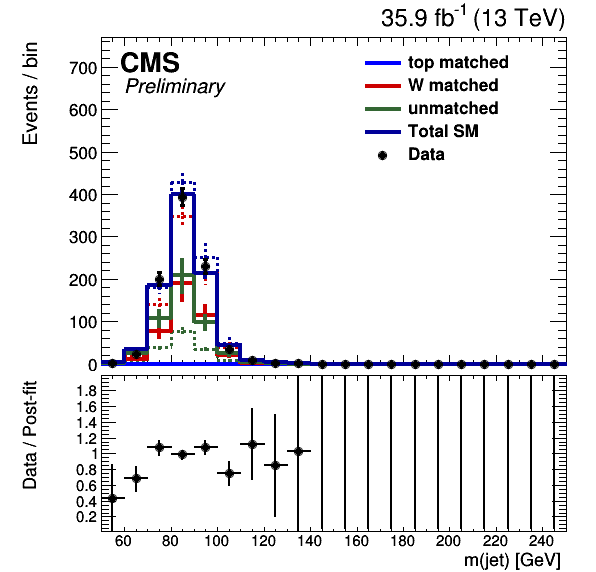 35.9 fb⁻¹ (13 TeV)
CMS
Preliminary
top matched
W matched
unmatched
Total SM
Data
Events / bin
700
600
500
400
300
200
100
0
Data / Post-fit
1.8
1.6
1.4
1.2
1
0.8
0.6
0.4
0.2
60 80 100 120 140 160 180 200 220 240
m(jet) [GeV]